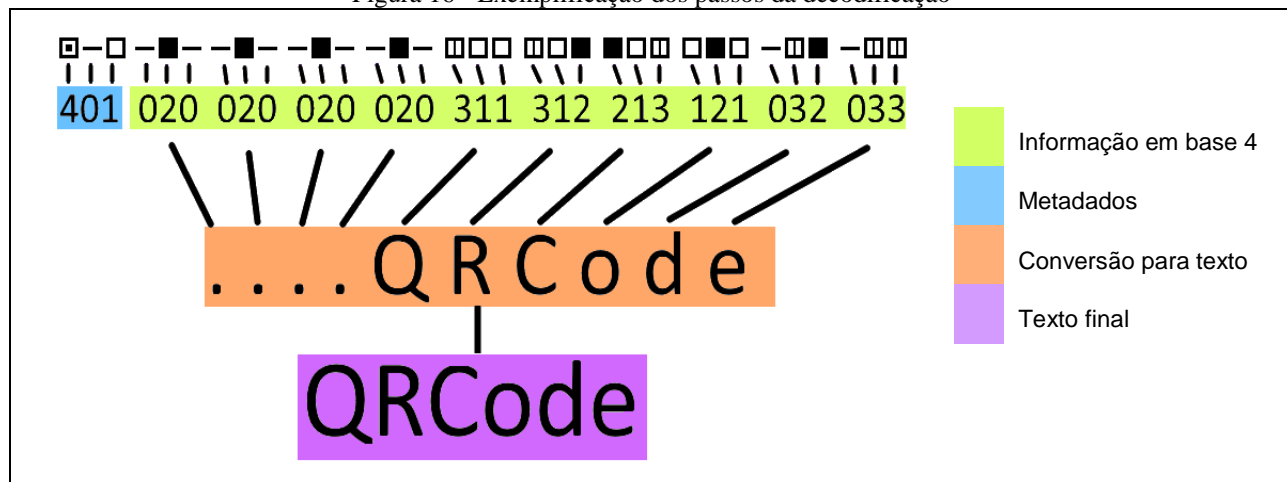 Figura 18 - Exemplificação dos passos da decodificação
401 020 020 020 020 311 312 213 121 032 033
....QRCode
QRCode
Informação em base 4
Metadados
Conversão para texto
Texto final